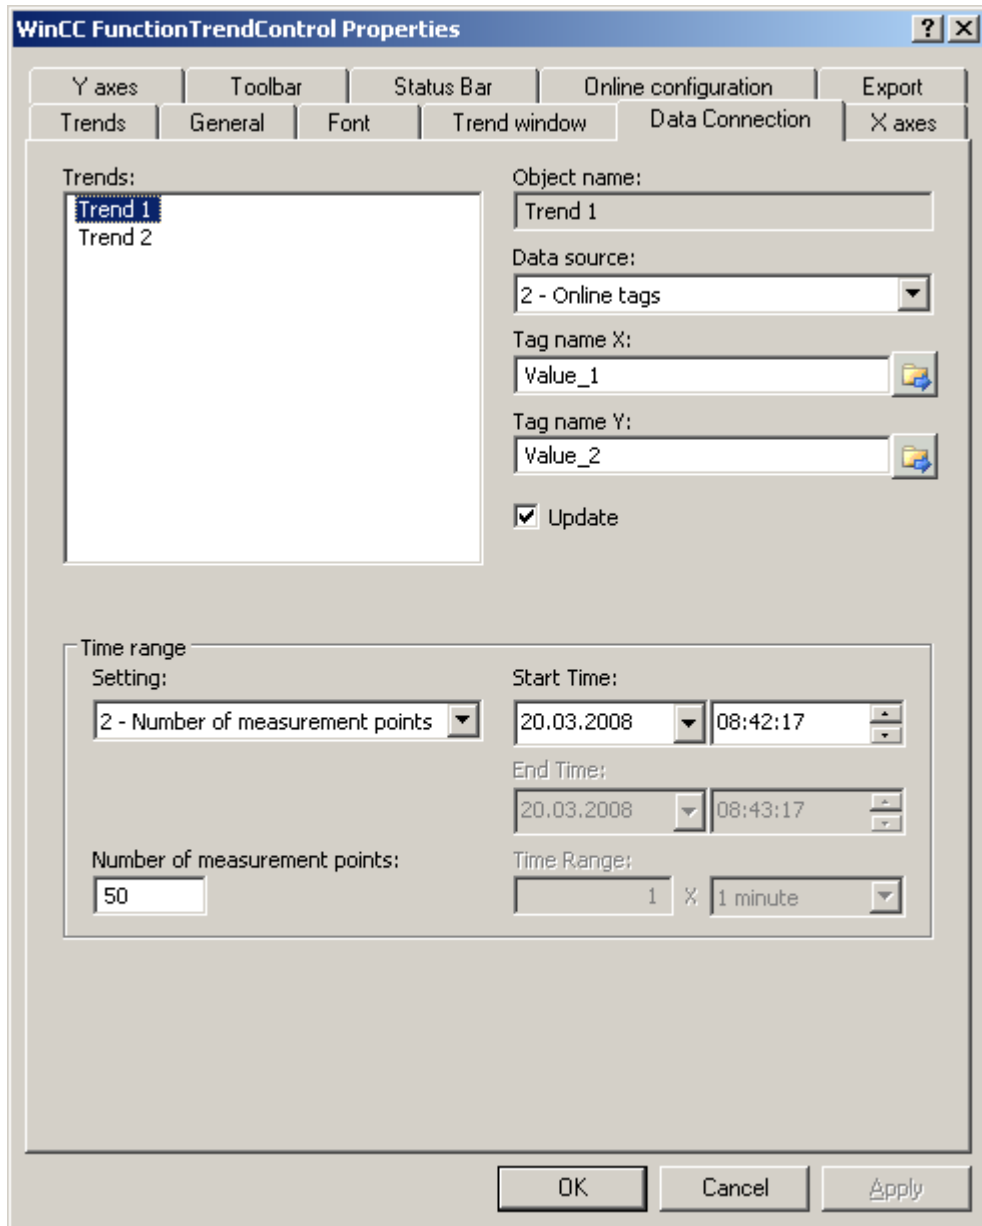 WinCC FunctionTrendControl Properties
Y axes Toolbar Status Bar Online configuration Export
Trends General Font Trend window Data Connection X axes
Trends:
Trend 1
Trend 2
Object name:
Trend 1
Data source:
2 - Online tags
Tag name X:
Value_1
Tag name Y:
Value_2
Update
Time range
Setting:
2 - Number of measurement points
Number of measurement points:
50
Start Time:
20.03.2008 08:42:17
End Time:
20.03.2008 08:43:17
Time Range:
1 X 1 minute
OK Cancel Apply